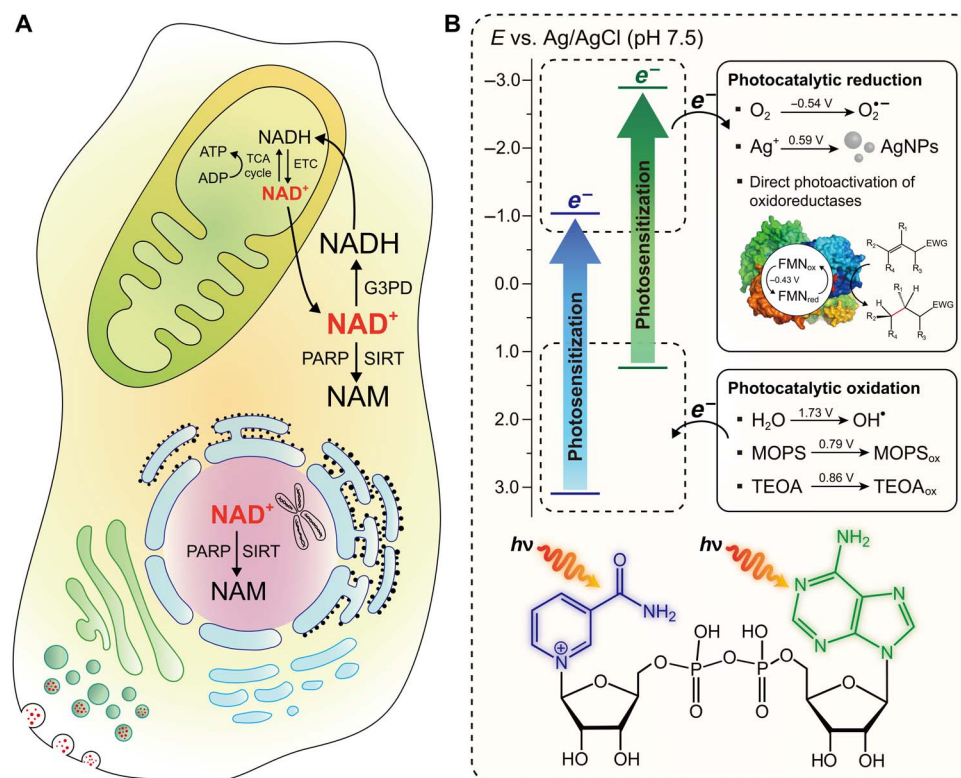 A
NADH
ATP
ADP
TCA
cycle
ETC
NAD⁺
NADH
G3PD
NAD⁺
PARP
SIRT
NAM
NAD⁺
PARP
SIRT
NAM
B
E vs. Ag/AgCl (pH 7.5)
−3.0
−2.0
−1.0
0.0
1.0
2.0
3.0
e⁻
e⁻
Photosensitization
Photosensitization
e⁻
Photocatalytic reduction
▪ O₂ −0.54 V → O₂•−
▪ Ag⁺ 0.59 V → AgNPs
▪ Direct photoactivation of
oxidoreductases
FMNox
−0.43 V
FMNred
R₁
R₂
EWG
R₄
R₃
H
R₁
H
EWG
R₂
R₄
R₃
e⁻
Photocatalytic oxidation
▪ H₂O 1.73 V → OH•
▪ MOPS 0.79 V → MOPSox
▪ TEOA 0.86 V → TEOAox
hν
O
NH₂
N
+
hν
NH₂
N
N
N
N
N
OH
HO
O
P
O
P
O
O
O
O
O
HO
OH
HO
OH